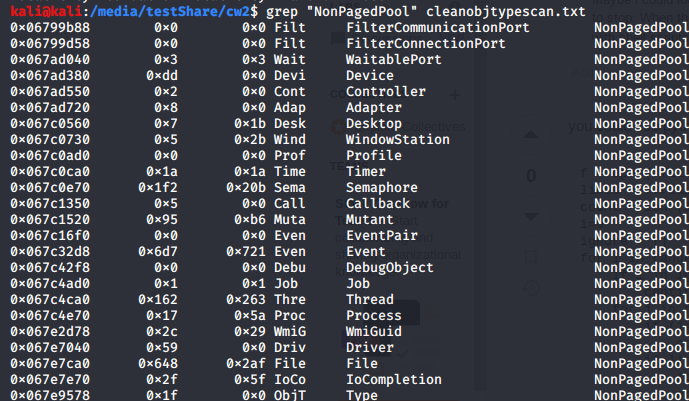 kali@kali:/media/testShare/cw2$ grep "NonPagedPool" cleanobjtypescan.txt
0x06799b88 0x0 0x0 Filt FilterCommunicationPort NonPagedPool
0x06799d58 0x0 0x0 Filt FilterConnectionPort NonPagedPool
0x067ad040 0x3 0x3 Wait WaitablePort NonPagedPool
0x067ad380 0xdd 0x0 Devi Device NonPagedPool
0x067ad550 0x2 0x0 Cont Controller NonPagedPool
0x067ad720 0x8 0x0 Adap Adapter NonPagedPool
0x067c0560 0x7 0x1b Desk Desktop NonPagedPool
0x067c0730 0x5 0x2b Wind WindowStation NonPagedPool
0x067c0ad0 0x0 0x0 Prof Profile NonPagedPool
0x067c0ca0 0x1a 0x1a Time Timer NonPagedPool
0x067c0e70 0x1f2 0x20b Sema Semaphore NonPagedPool
0x067c1350 0x5 0x0 Call Callback NonPagedPool
0x067c1520 0x95 0xb6 Muta Mutant NonPagedPool
0x067c16f0 0x0 0x0 Even EventPair NonPagedPool
0x067c32d8 0x6d7 0x721 Even Event NonPagedPool
0x067c42f8 0x0 0x0 Debu DebugObject NonPagedPool
0x067c4ad0 0x1 0x1 Job Job NonPagedPool
0x067c4ca0 0x162 0x263 Thre Thread NonPagedPool
0x067c4e70 0x17 0x5a Proc Process NonPagedPool
0x067e2d78 0x2c 0x29 WmiG WmiGuid NonPagedPool
0x067e7040 0x59 0x0 Driv Driver NonPagedPool
0x067e7ca0 0x648 0x2af File File NonPagedPool
0x067e7e70 0x2f 0x5f IoCo IoCompletion NonPagedPool
0x067e9578 0x1f 0x0 ObjT Type NonPagedPool